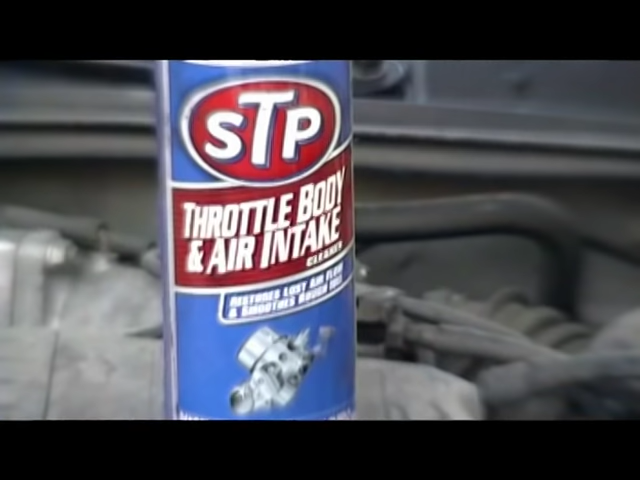 STP
THROTTLE BODY
& AIR INTAKE
CLEANER
RESTORES LOST AIR FLOW
& SMOOTHES ROUGH IDLE